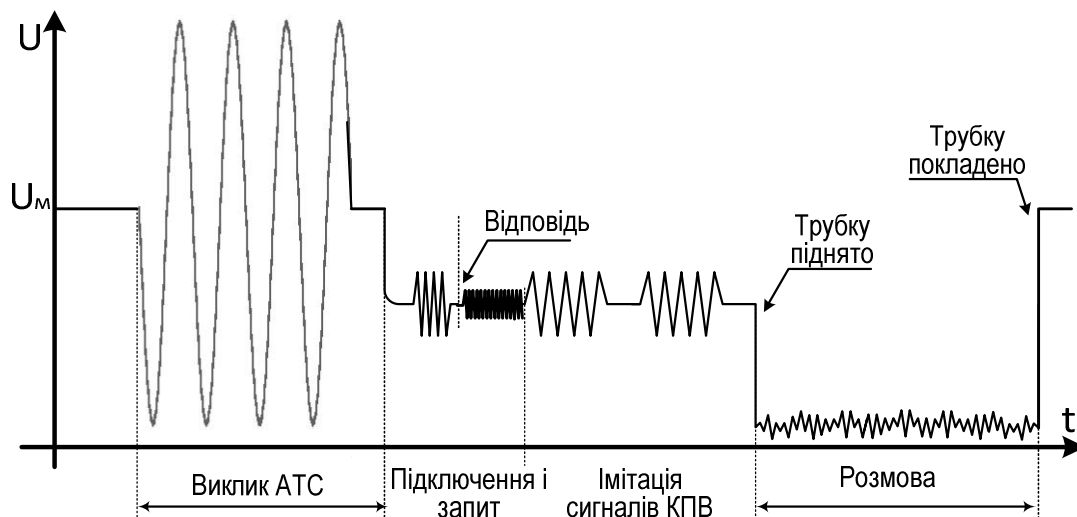 U
Uм
Відповідь
Трубку
піднято
Трубку
покладено
t
Виклик АТС
Підключення і
запит
Імітація
сигналів КПВ
Розмова